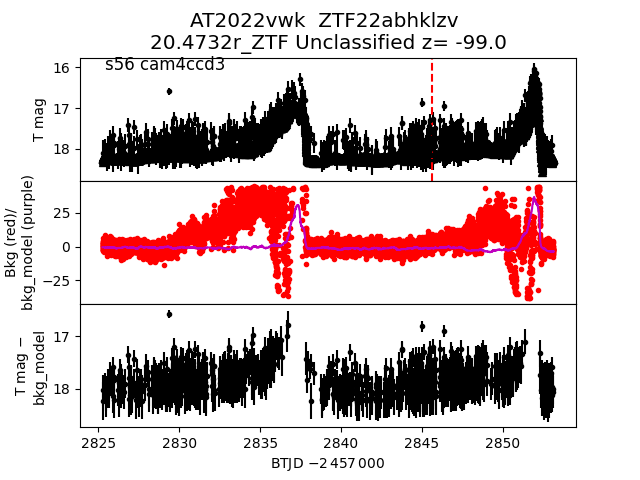 AT2022vwk  ZTF22abhklzv
20.4732r_ZTF Unclassified z= -99.0
s56 cam4ccd3
T mag
16
17
18
Bkg (red)/
bkg_model (purple)
25
0
−25
T mag −
bkg_model
17
18
2825
2830
2835
2840
2845
2850
BTJD −2 457 000